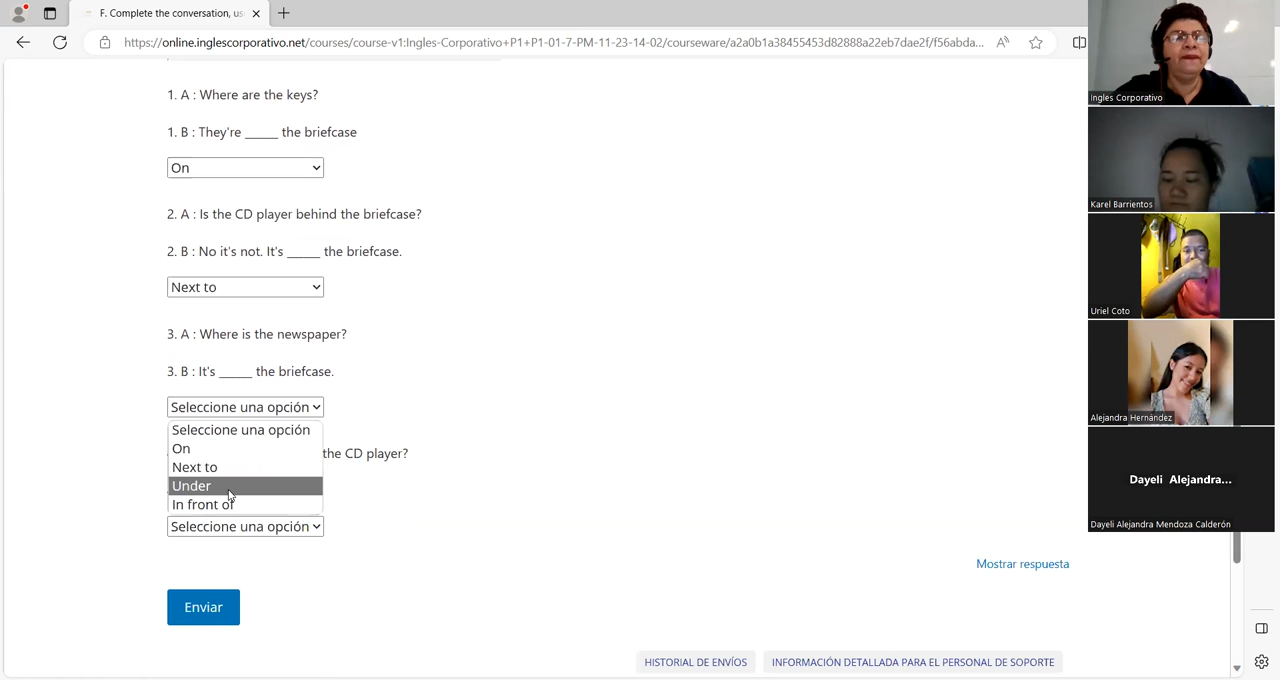 F. Complete the conversation, us
https://online.inglescorporativo.net/courses/course-v1:Ingles-Corporativo+P1+P1-01-7-PM-11-23-14-02/courseware/a2a0b1a38455453d82888a22eb7dae2f/f56abda...
1. A : Where are the keys?
1. B : They're _____ the briefcase
On
2. A : Is the CD player behind the briefcase?
2. B : No it's not. It's _____ the briefcase.
Next to
3. A : Where is the newspaper?
3. B : It's _____ the briefcase.
Seleccione una opción
Seleccione una opción
On
the CD player?
Next to
Under
In front of
Seleccione una opción
Mostrar respuesta
Enviar
HISTORIAL DE ENVÍOS
INFORMACIÓN DETALLADA PARA EL PERSONAL DE SOPORTE
Ingles Corporativo
Karel Barrientos
Uriel Coto
Alejandra Hernández
Dayeli Alejandra...
Dayeli Alejandra Mendoza Calderón